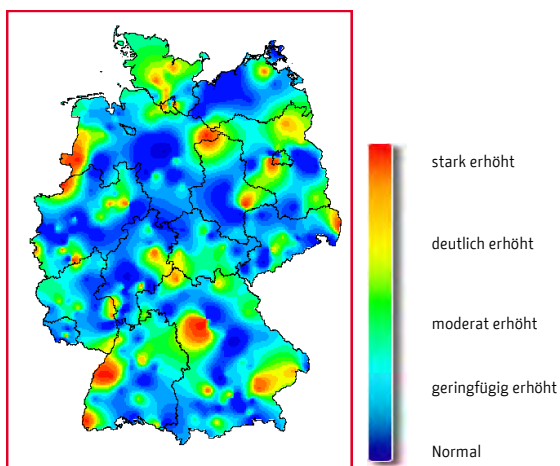 stark erhöht
deutlich erhöht
moderat erhöht
geringfügig erhöht
Normal